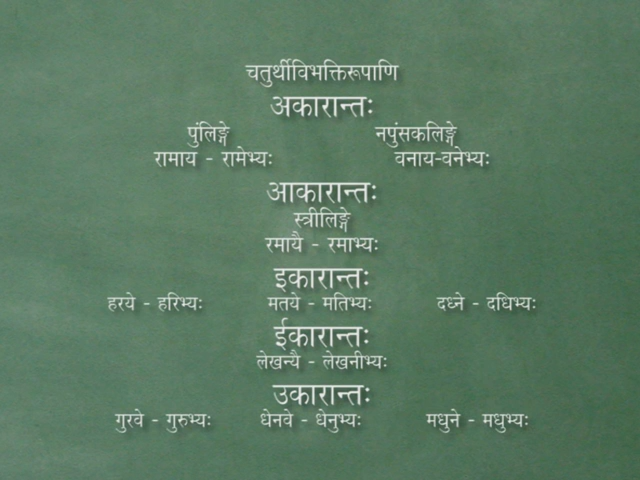 चतुर्थीविभक्तिरूपाणि
अकारान्तः
पुंलिङ्गे नपुंसकलिङ्गे
रामाय - रामेभ्यः वनाय-वनेभ्यः
आकारान्तः
स्त्रीलिङ्गे
रमायै - रमाभ्यः
इकारान्तः
हरये - हरिभ्यः मतये - मतिभ्यः दध्ने - दधिभ्यः
ईकारान्तः
लेखन्यै - लेखनीभ्यः
उकारान्तः
गुरवे - गुरुभ्यः धेनवे - धेनुभ्यः मधुने - मधुभ्यः